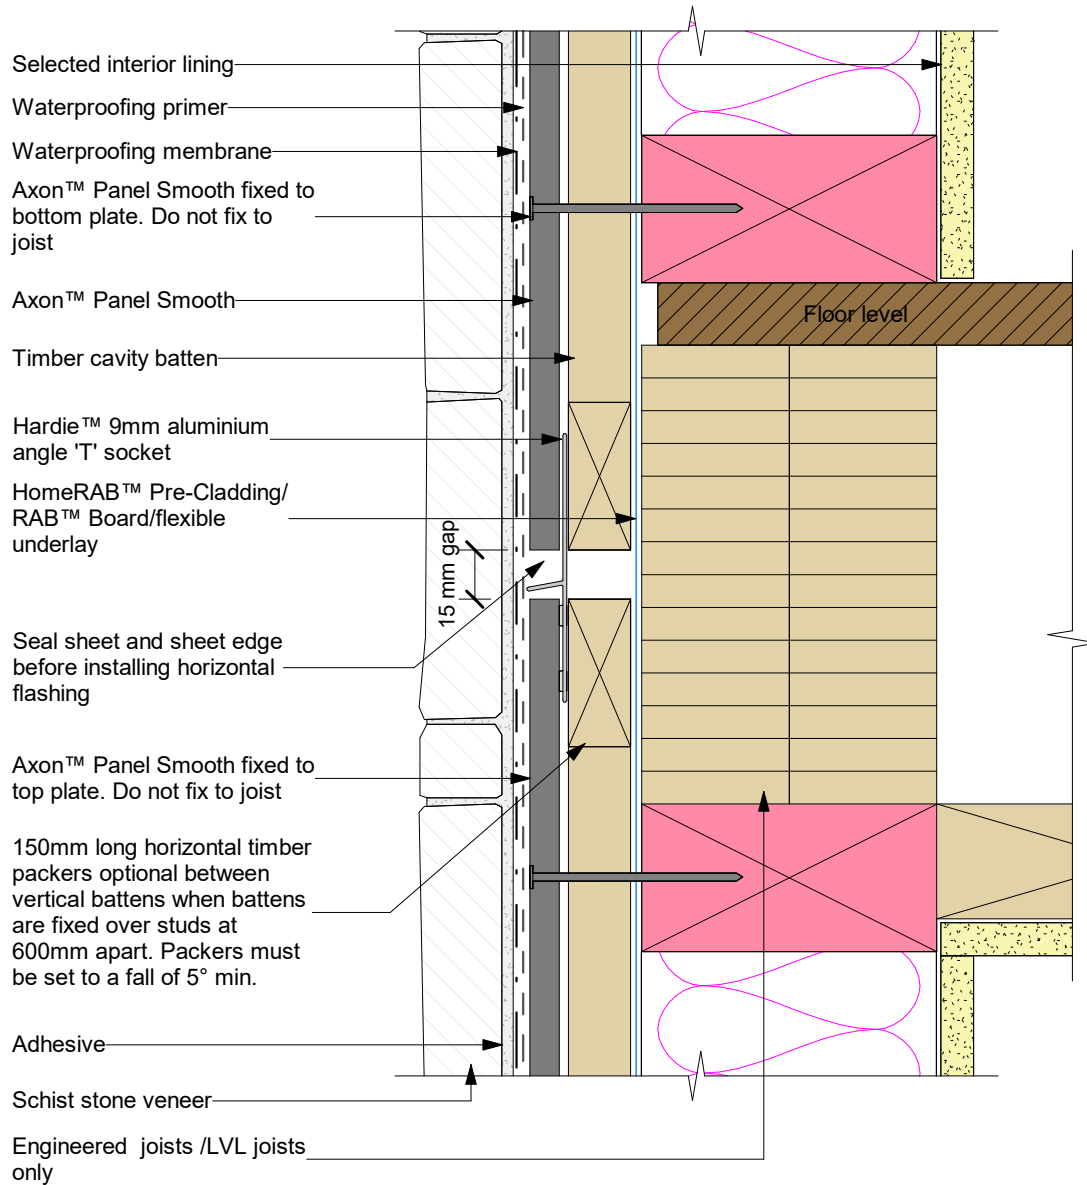 Selected interior lining
Waterproofing primer
Waterproofing membrane
Axon™ Panel Smooth fixed to
bottom plate. Do not fix to
joist
Axon™ Panel Smooth
Floor level
Timber cavity batten
Hardie™ 9mm aluminium
angle 'T' socket
HomeRAB™ Pre-Cladding/
RAB™ Board/flexible
underlay
15 mm gap
Seal sheet and sheet edge
before installing horizontal
flashing
Axon™ Panel Smooth fixed to
top plate. Do not fix to joist
150mm long horizontal timber
packers optional between
vertical battens when battens
are fixed over studs at
600mm apart. Packers must
be set to a fall of 5° min.
Adhesive
Schist stone veneer
Engineered  joists /LVL joists
only